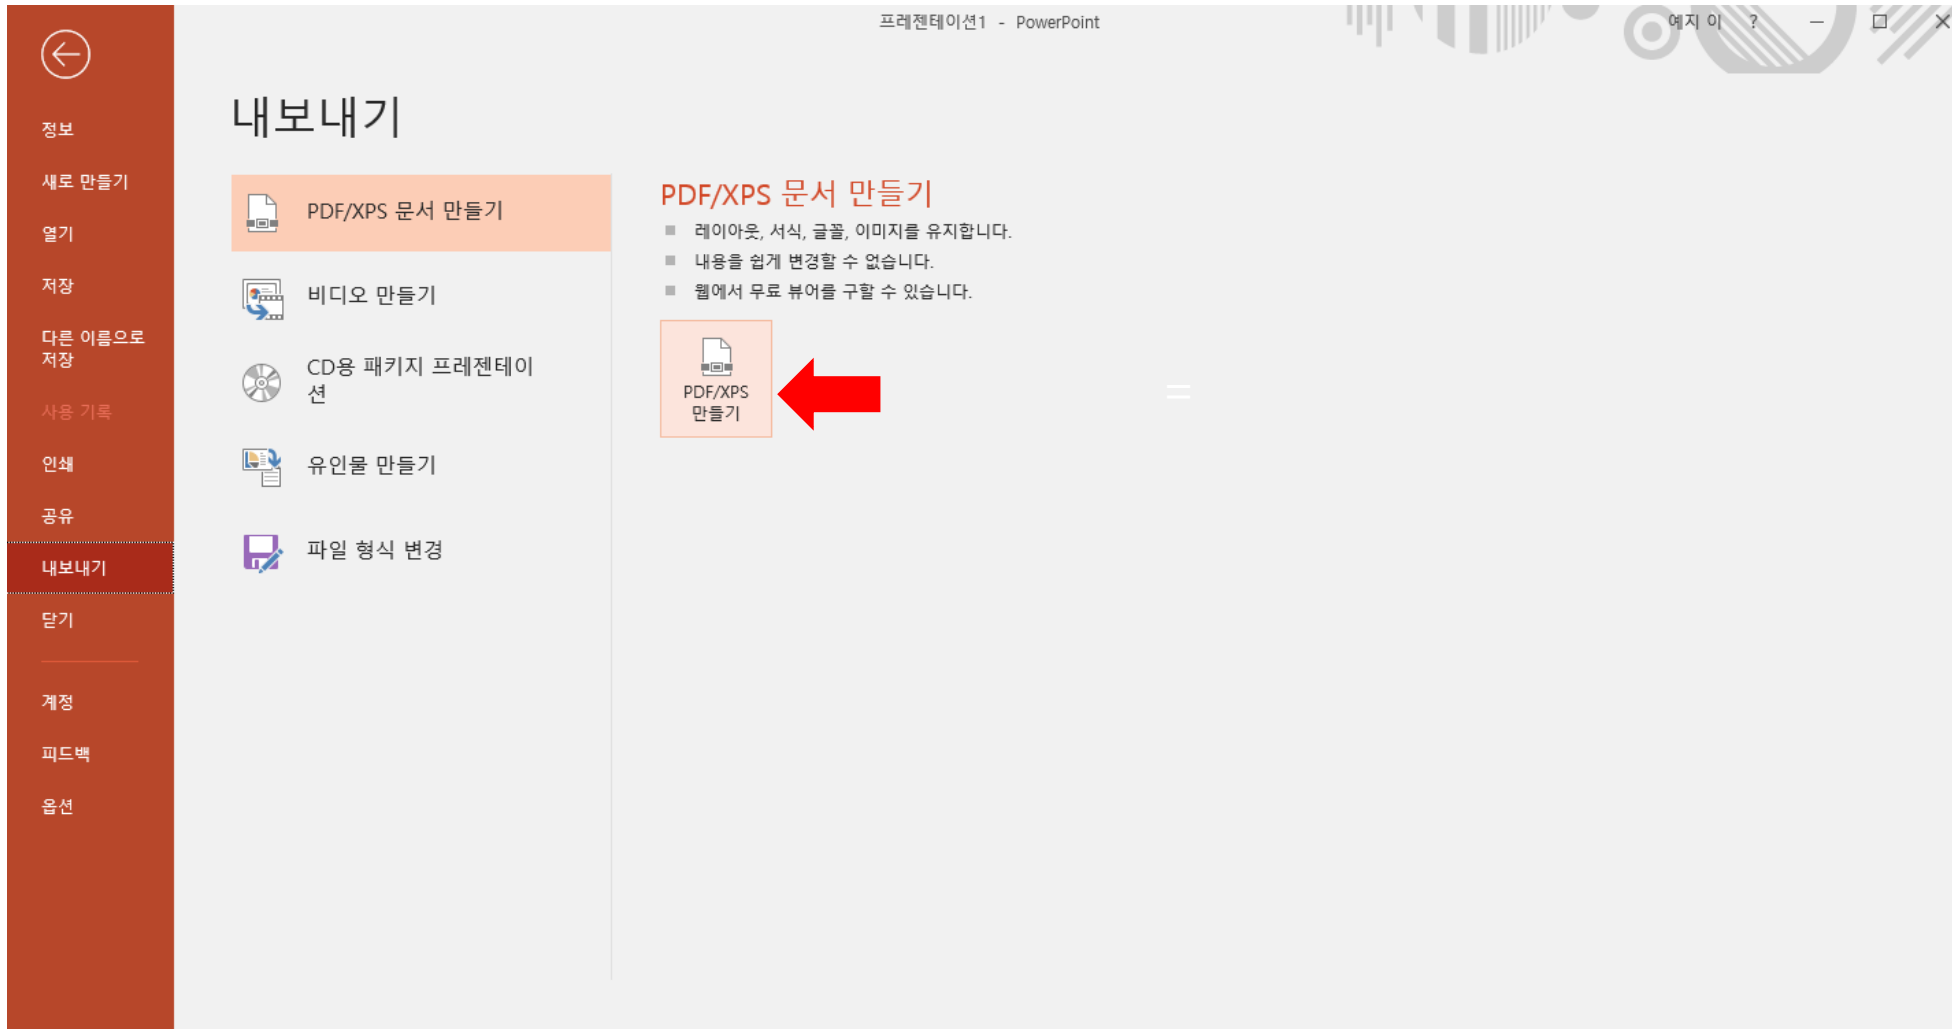 프레젠테이션1 - PowerPoint
예지 이 ?
정보
새로 만들기
열기
저장
다른 이름으로
저장
사용 기록
인쇄
공유
내보내기
닫기
계정
피드백
옵션
내보내기
PDF/XPS 문서 만들기
비디오 만들기
CD용 패키지 프레젠테이
션
유인물 만들기
파일 형식 변경
PDF/XPS 문서 만들기
레이아웃, 서식, 글꼴, 이미지를 유지합니다.
내용을 쉽게 변경할 수 없습니다.
웹에서 무료 뷰어를 구할 수 있습니다.
PDF/XPS
만들기
=